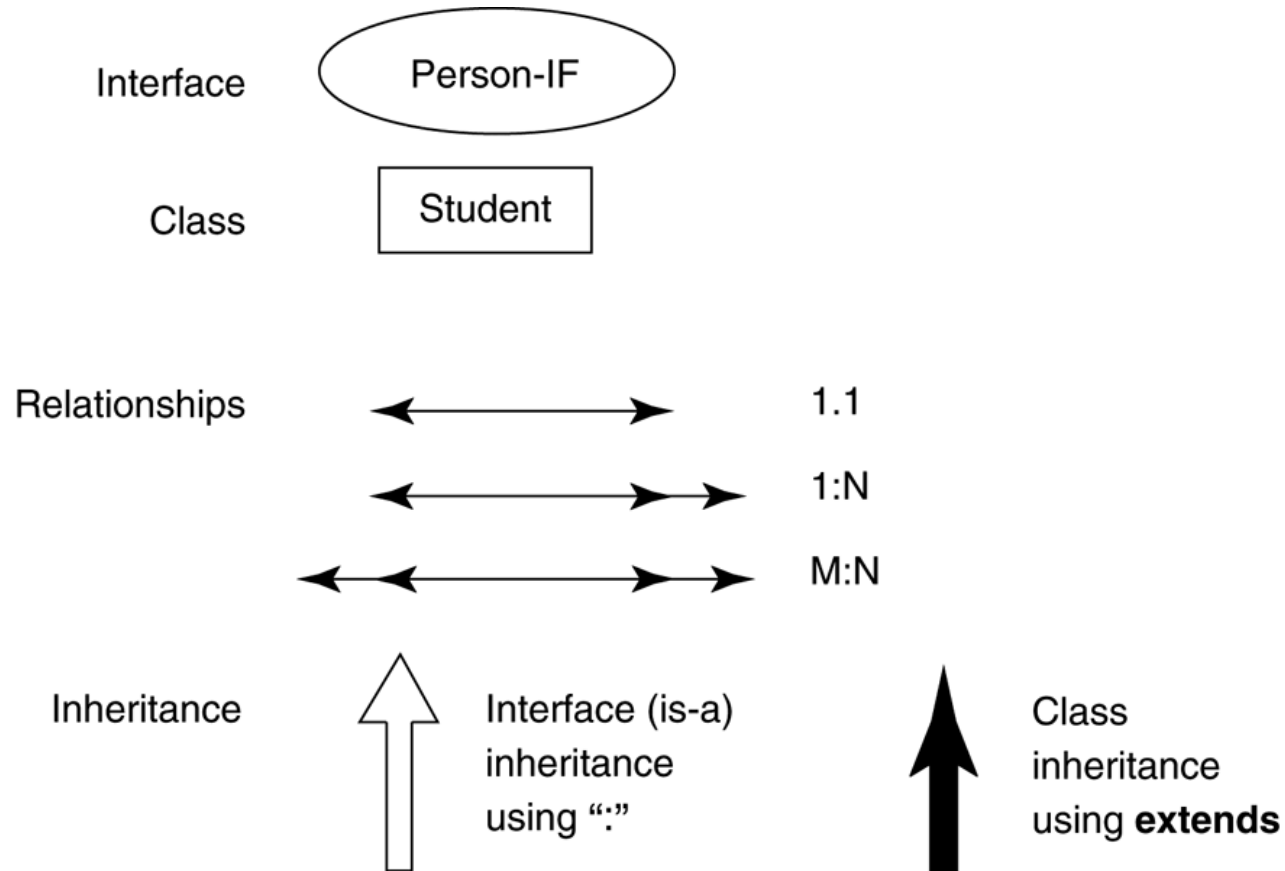 Interface
Person-IF
Class
Student
Relationships
1.1
1:N
M:N
Inheritance
Interface (is-a)
inheritance
using “:”
Class
inheritance
using extends